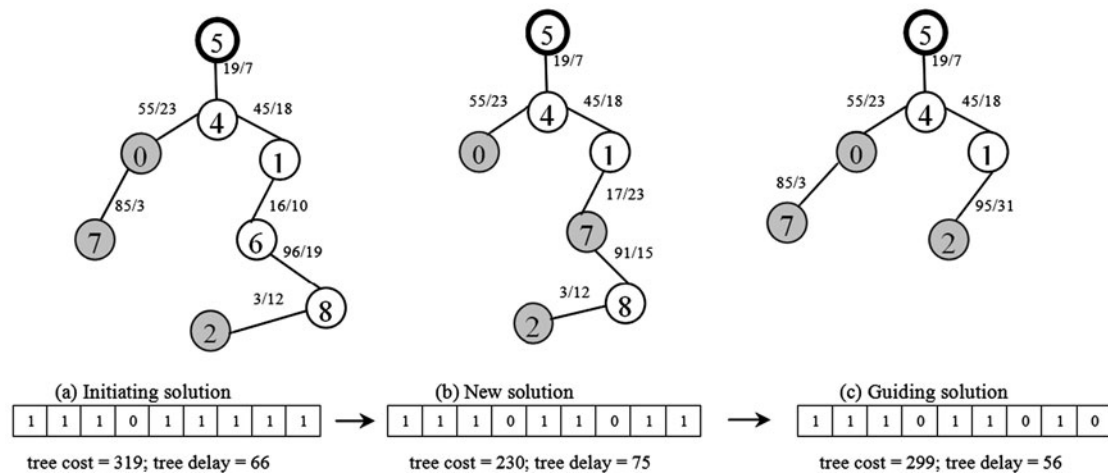 5 5 5
19/7 19/7 19/7
55/23 45/18 55/23 45/18 55/23 45/18
4 4 4
0 1 0 1 0 1
85/3 16/10 17/23 85/3 95/31
7 6 7 7 2
96/19 91/15
3/12 8 3/12 8
2 2
(a) Initiating solution (b) New solution (c) Guiding solution
1 1 1 0 1 1 1 1 1 1 1 1 0 1 1 0 1 1 1 1 1 0 1 1 0 1 0
tree cost = 319; tree delay = 66 tree cost = 230; tree delay = 75 tree cost = 299; tree delay = 56